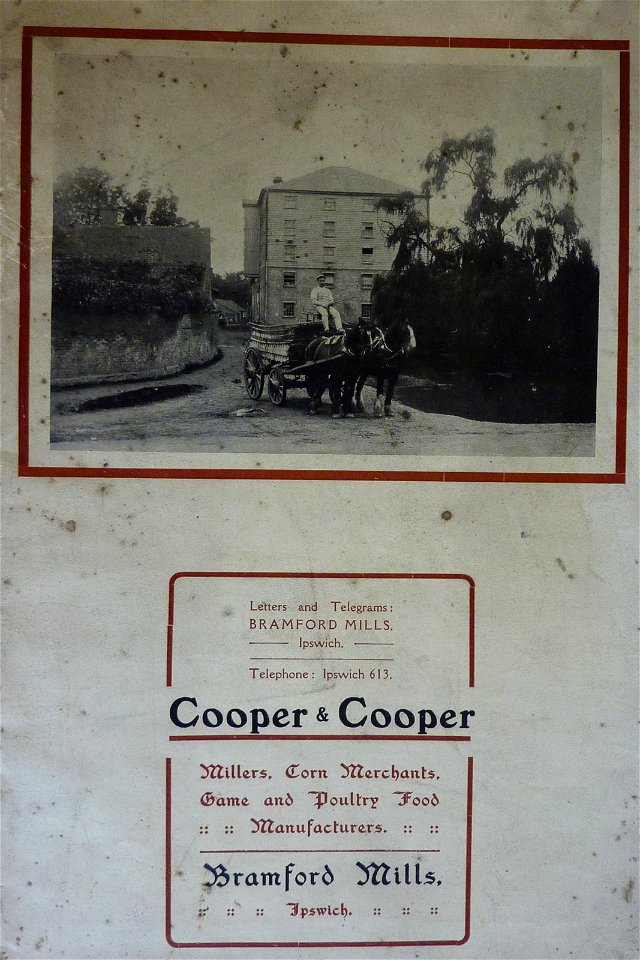 Letters and Telegrams:
BRAMFORD MILLS,
Ipswich.
Telephone: Ipswich 613.
Cooper & Cooper
Millers, Corn Merchants,
Game and Poultry Food
:: :: Manufacturers. :: ::
Bramford Mills,
:: :: :: Ipswich. :: :: ::